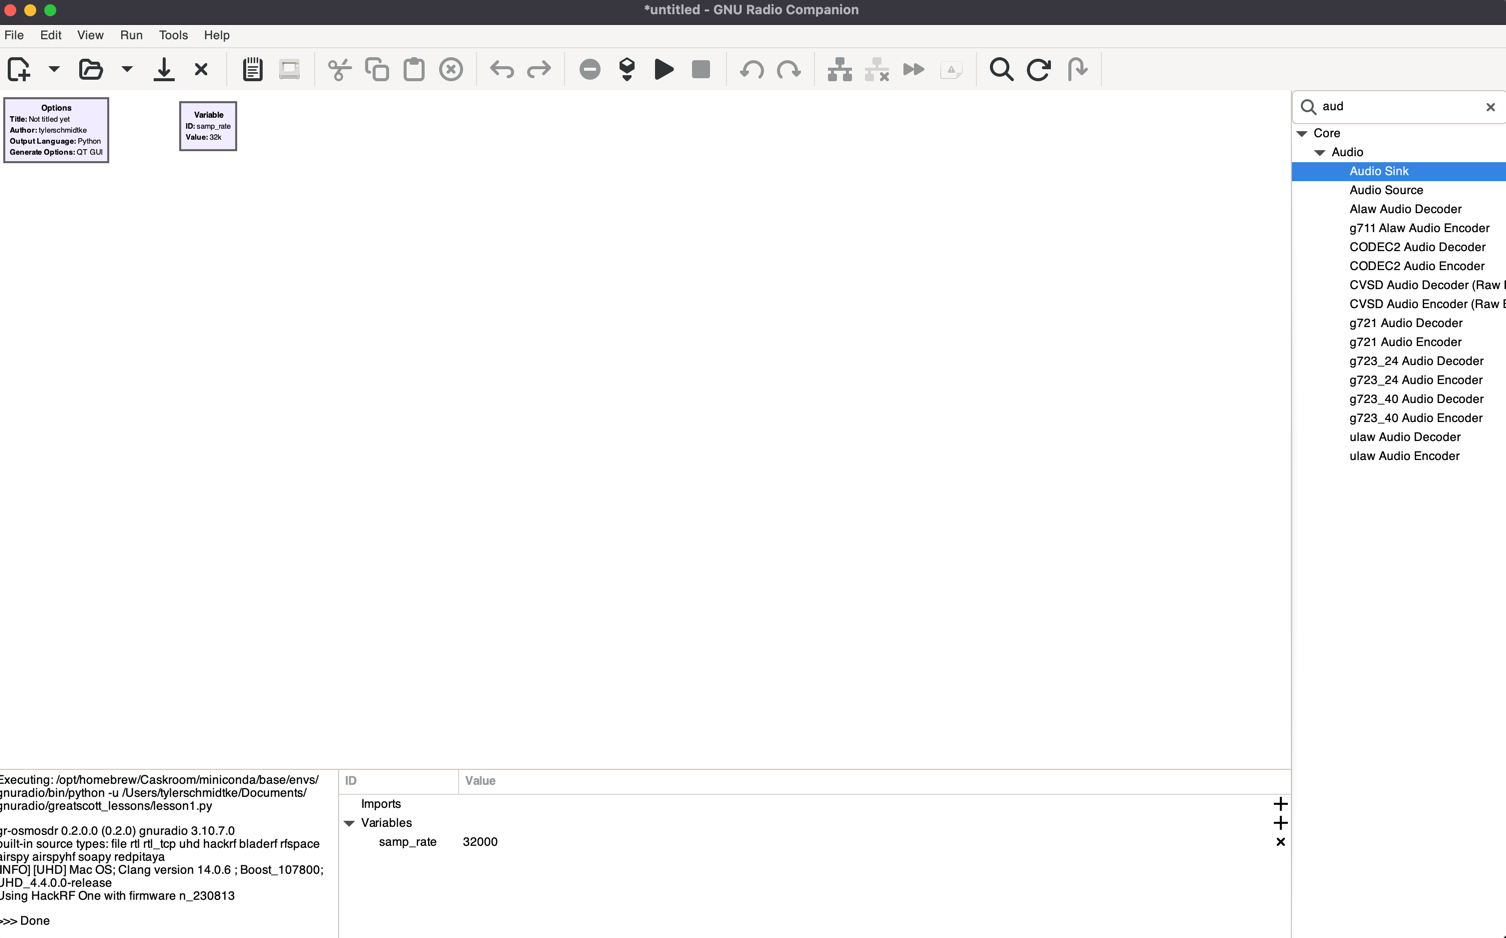 *untitled - GNU Radio Companion
File Edit View Run Tools Help
Options
Title: Not titled yet
Author: tylerschmidtke
Output Language: Python
Generate Options: QT GUI
Variable
ID: samp_rate
Value: 32k
aud
Core
Audio
Audio Sink
Audio Source
Alaw Audio Decoder
g711 Alaw Audio Encoder
CODEC2 Audio Decoder
CODEC2 Audio Encoder
CVSD Audio Decoder (Raw
CVSD Audio Encoder (Raw
g721 Audio Decoder
g721 Audio Encoder
g723_24 Audio Decoder
g723_24 Audio Encoder
g723_40 Audio Decoder
g723_40 Audio Encoder
ulaw Audio Decoder
ulaw Audio Encoder
Executing: /opt/homebrew/Caskroom/miniconda/base/envs/
gnuradio/bin/python -u /Users/tylerschmidtke/Documents/
gnuradio/greatscott_lessons/lesson1.py
gr-osmosdr 0.2.0.0 (0.2.0) gnuradio 3.10.7.0
built-in source types: file rtl rtl_tcp uhd hackrf bladerf rfspace
airspy airspyhf soapy redpitaya
[INFO] [UHD] Mac OS; Clang version 14.0.6 ; Boost_107800;
UHD_4.4.0.0-release
Using HackRF One with firmware n_230813
>>> Done
ID Value
Imports
Variables
samp_rate 32000